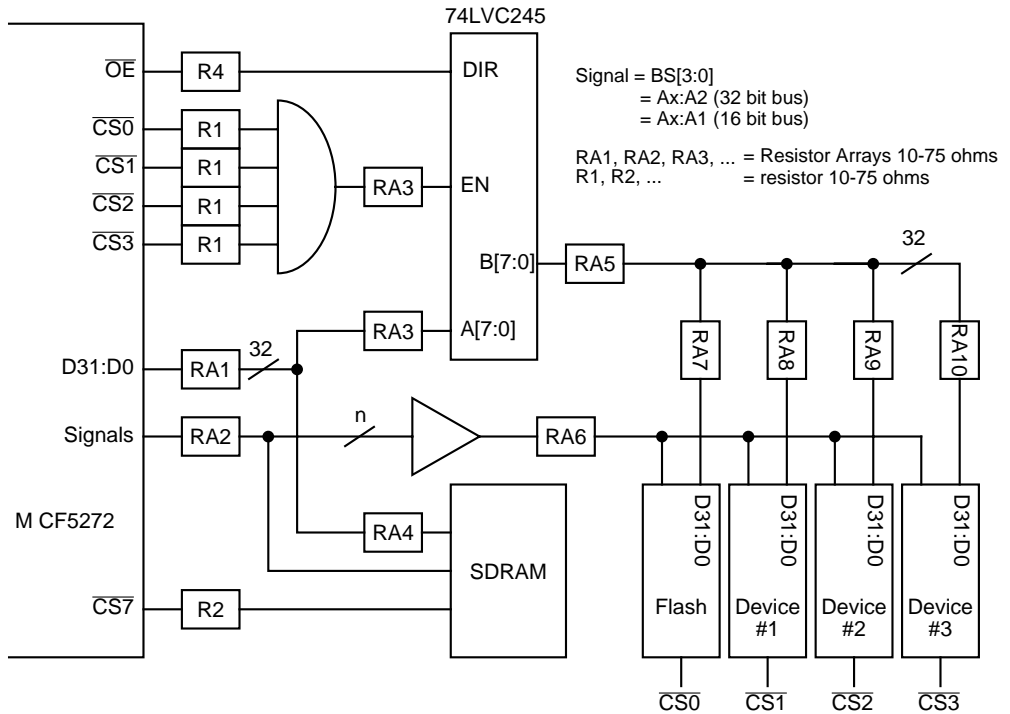 74LVC245
OE
R4
DIR
Signal = BS[3:0]
= Ax:A2 (32 bit bus)
= Ax:A1 (16 bit bus)
CS0
R1
CS1
R1
RA1, RA2, RA3, ... = Resistor Arrays 10-75 ohms
R1, R2, ... = resistor 10-75 ohms
RA3
EN
CS2
R1
CS3
R1
32
B[7:0]
RA5
RA3
A[7:0]
RA7
RA8
RA9
RA10
D31:D0
RA1
32
n
Signals
RA2
RA6
M CF5272
RA4
SDRAM
D31:D0
D31:D0
D31:D0
D31:D0
CS7
R2
Flash
Device
#1
Device
#2
Device
#3
CS0
CS1
CS2
CS3